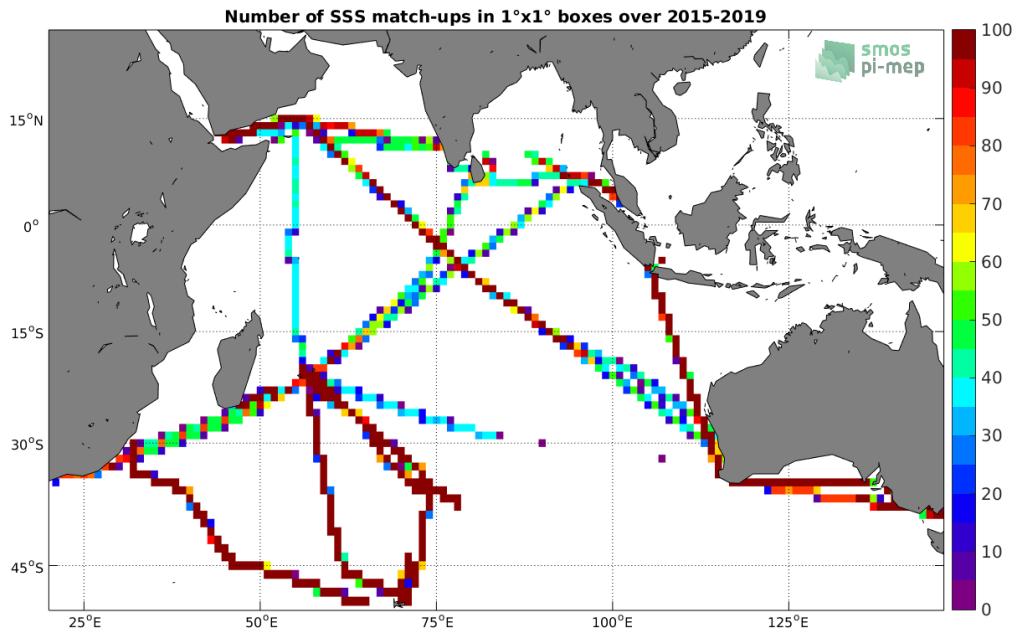 Number of SSS match-ups in 1°x1° boxes over 2015-2019
smos
pi-mep
15°N
0°
15°S
30°S
45°S
25°E
50°E
75°E
100°E
125°E
100
90
80
70
60
50
40
30
20
10
0